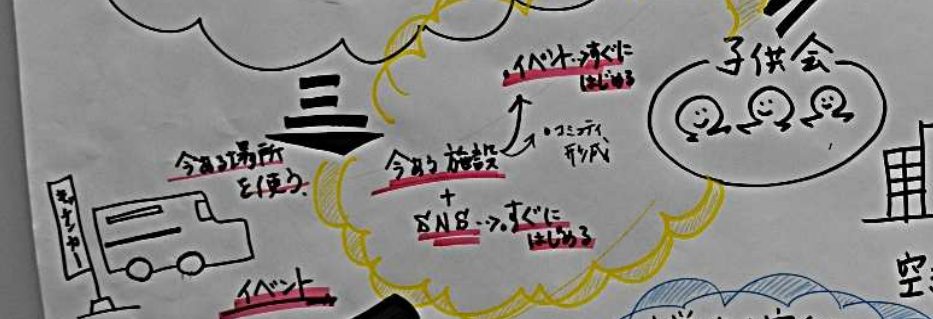 イベント→すぐに
はじめる
子供会
今ある場所
を使う
今ある施設
コミュニティ
形成
+
SNS→すぐに
はじめる
キッチンカー
イベント